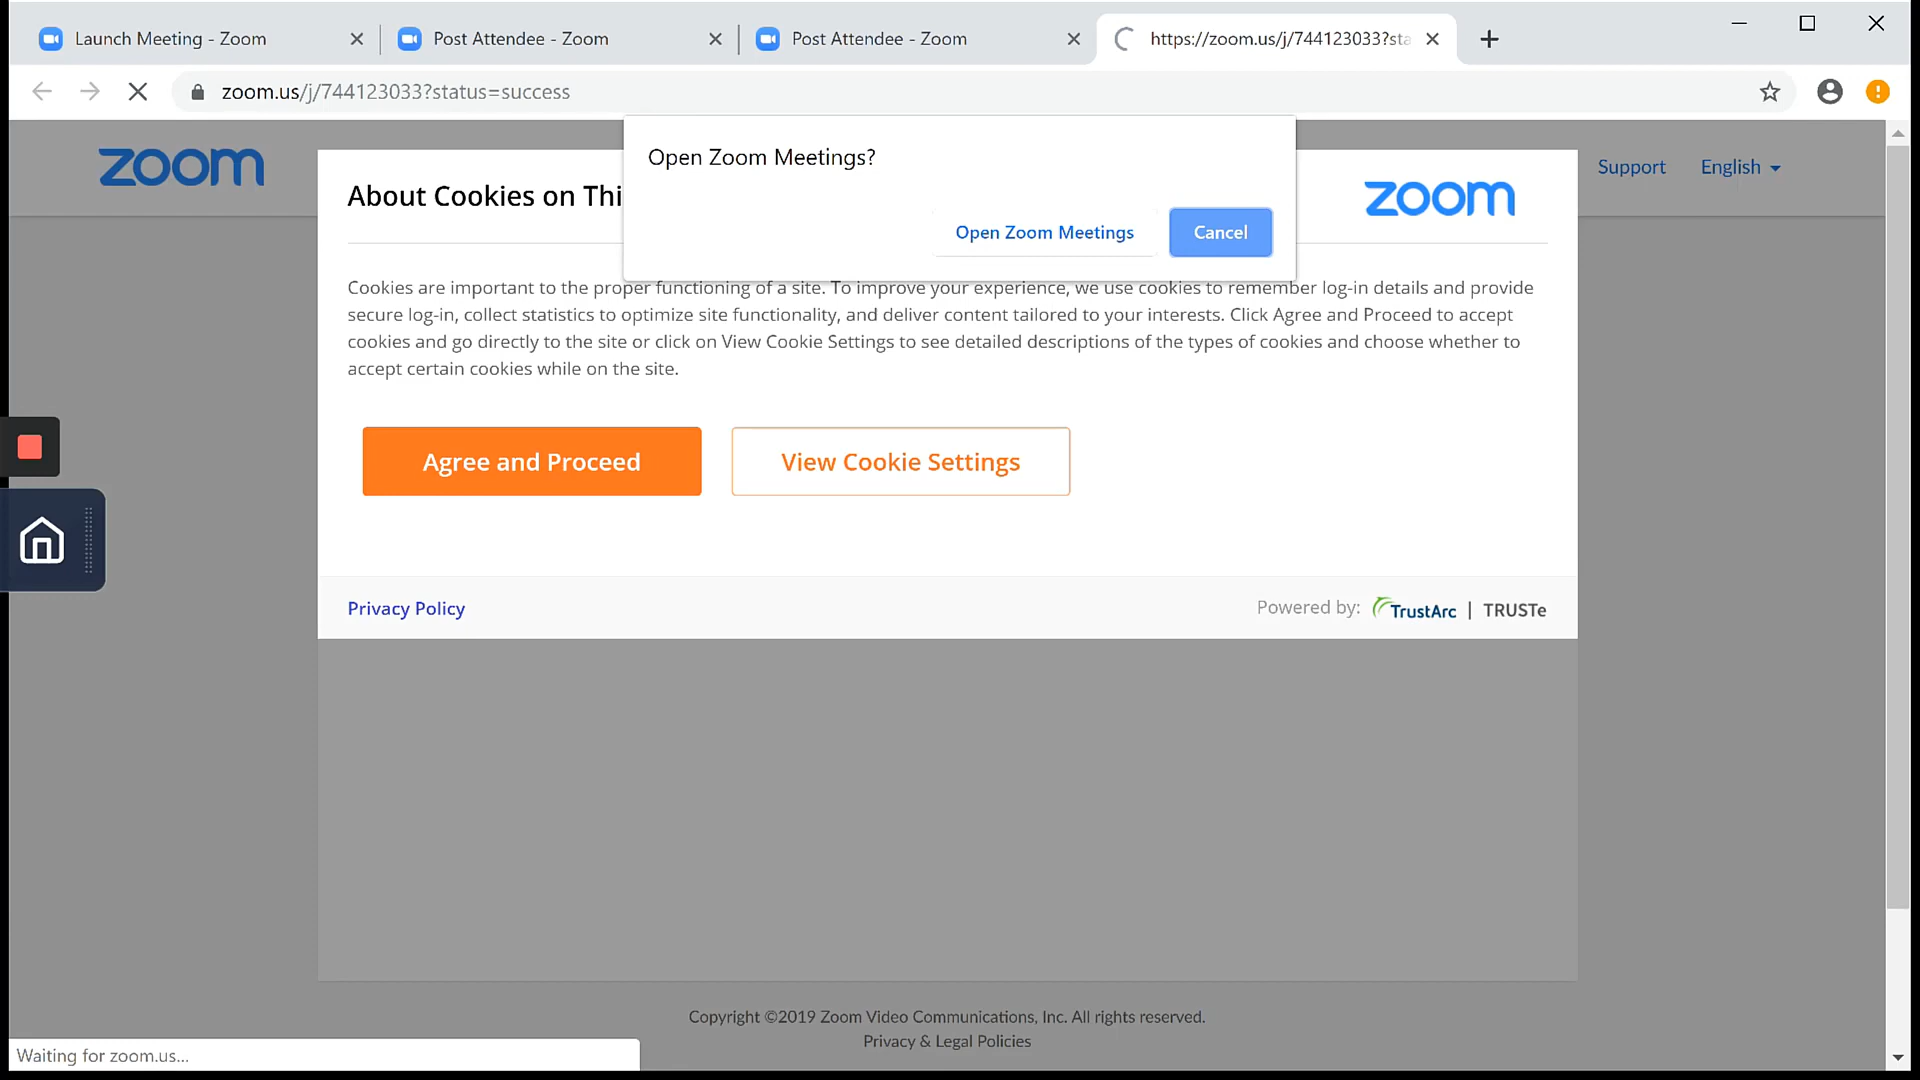 Launch Meeting - Zoom
Post Attendee - Zoom
Post Attendee - Zoom
https://zoom.us/j/744123033?sta
zoom.us/j/744123033?status=success
zoom
Support
English
Open Zoom Meetings?
Open Zoom Meetings
Cancel
About Cookies on Thi
zoom
Cookies are important to the proper functioning of a site. To improve your experience, we use cookies to remember log-in details and provide
secure log-in, collect statistics to optimize site functionality, and deliver content tailored to your interests. Click Agree and Proceed to accept
cookies and go directly to the site or click on View Cookie Settings to see detailed descriptions of the types of cookies and choose whether to
accept certain cookies while on the site.
Agree and Proceed
View Cookie Settings
Privacy Policy
Powered by: TrustArc | TRUSTe
Copyright ©2019 Zoom Video Communications, Inc. All rights reserved.
Privacy & Legal Policies
Waiting for zoom.us...